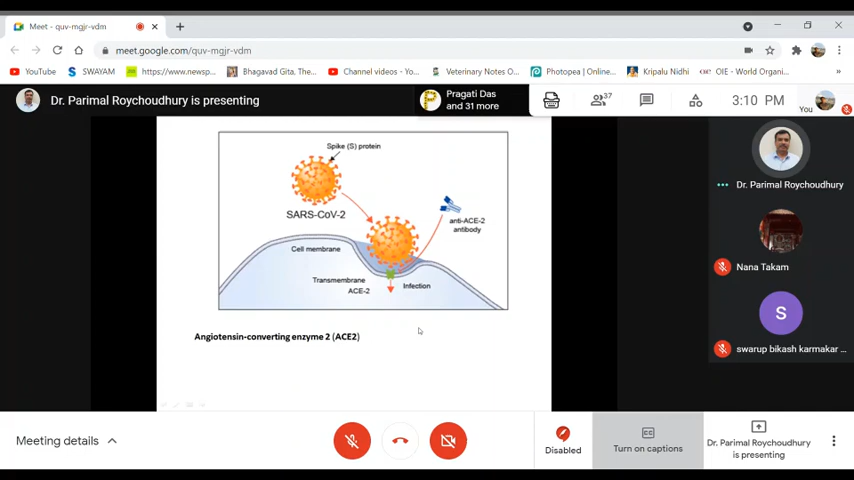 Meet - quv-mgjr-vdm
meet.google.com/quv-mgjr-vdm
YouTube
SWAYAM
https://www.newsp...
Bhagavad Gita, The...
Channel videos - Yo...
Veterinary Notes O...
Photopea | Online...
Kripalu Nidhi
OIE - World Organi...
»
Dr. Parimal Roychoudhury is presenting
Pragati Das
and 31 more
37
3:10 PM
You
Spike (S) protein
SARS-CoV-2
anti-ACE-2
antibody
Cell membrane
Transmembrane
ACE-2
Infection
Angiotensin-converting enzyme 2 (ACE2)
Dr. Parimal Roychoudhury
Nana Takam
S
swarup bikash karmakar ...
Meeting details
Disabled
CC
Turn on captions
Dr. Parimal Roychoudhury
is presenting